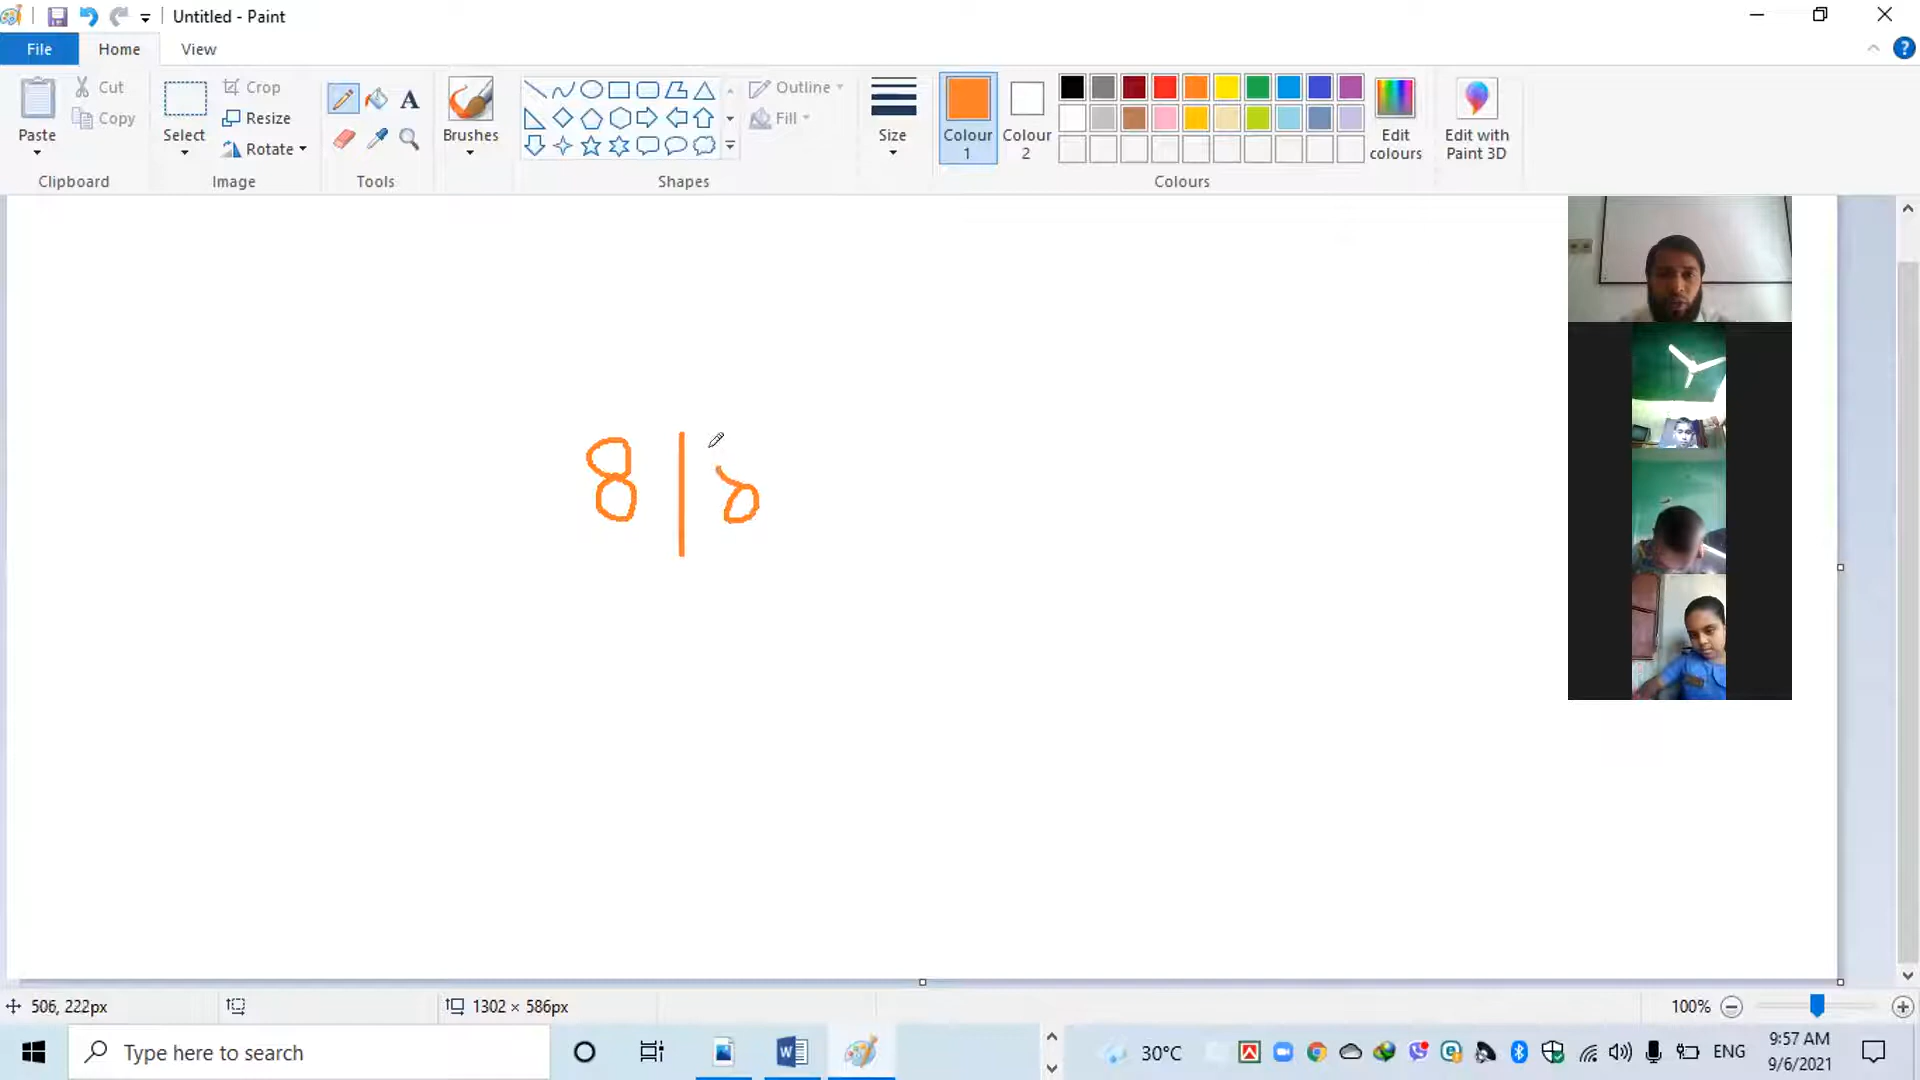 Untitled - Paint
File Home View
Paste Cut Copy Clipboard
Select Crop Resize Rotate Image
Tools
Brushes
Shapes Outline Fill
Size
Colour 1 Colour 2 Edit colours Colours
Edit with Paint 3D
৪ | ১
506, 222px 1302 × 586px 100%
Type here to search 30°C ENG 9:57 AM
9/6/2021